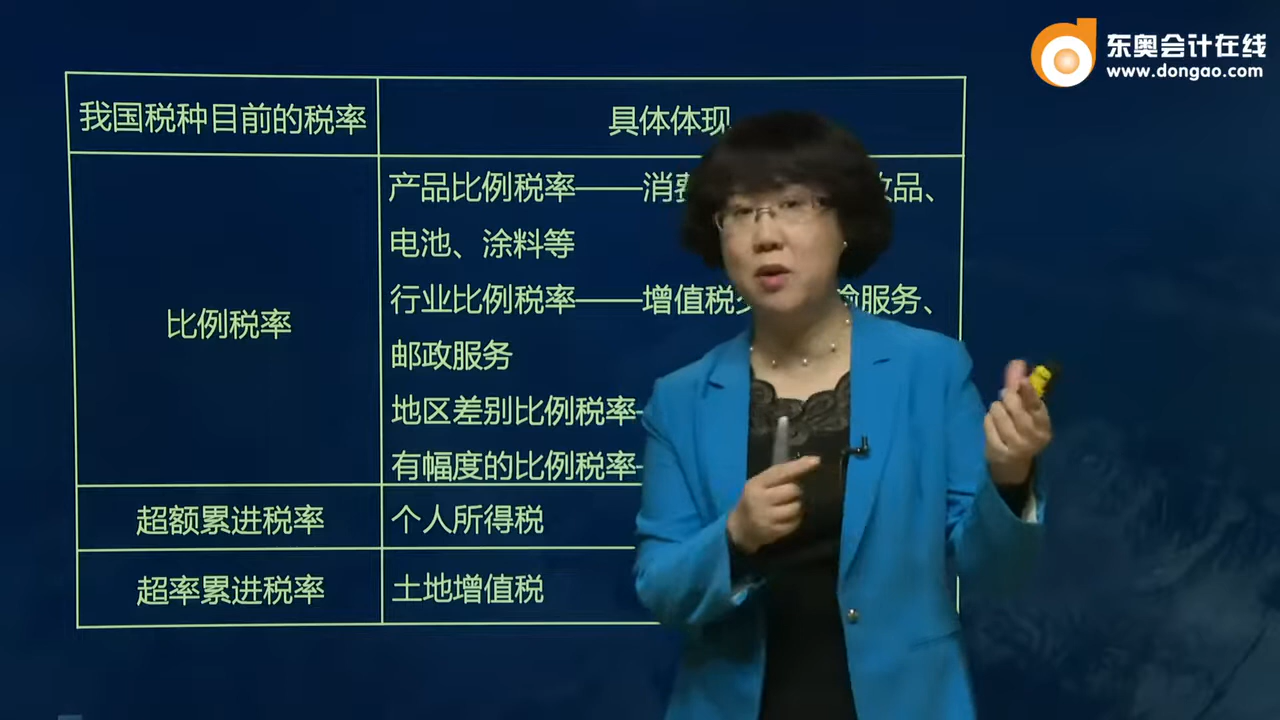 东奥会计在线
www.dongao.com
我国税种目前的税率
具体体现
产品比例税率——消费 品、
电池、涂料等
行业比例税率——增值税 服务、
比例税率
邮政服务
地区差别比例税率
有幅度的比例税率
超额累进税率
个人所得税
超率累进税率
土地增值税